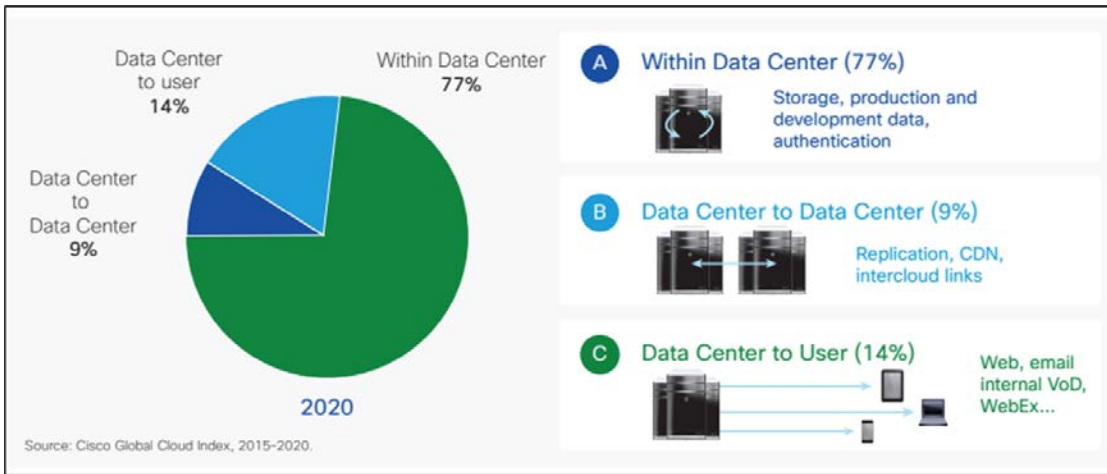 Data Center
to user
14%
Within Data Center
77%
Data Center
to
Data Center
9%
2020
Source: Cisco Global Cloud Index, 2015–2020.
A
Within Data Center (77%)
Storage, production and
development data,
authentication
B
Data Center to Data Center (9%)
Replication, CDN,
intercloud links
C
Data Center to User (14%)
Web, email
internal VoD,
WebEx...